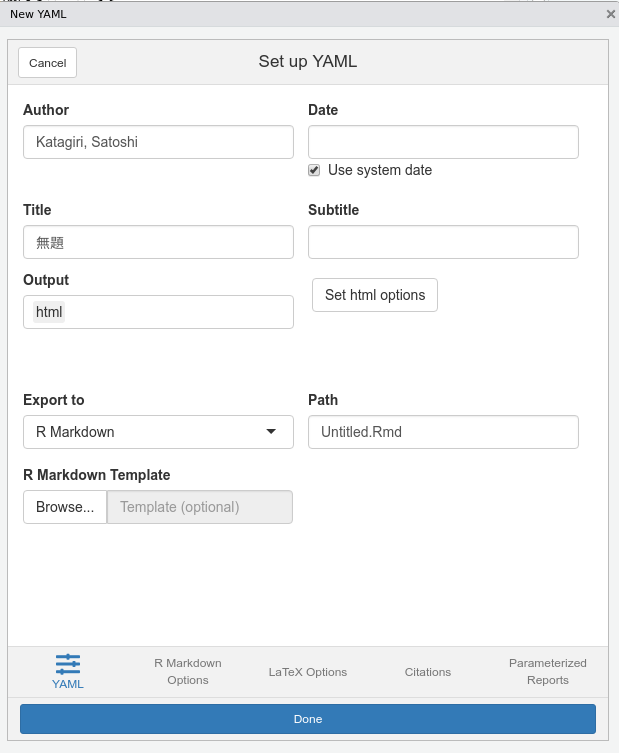 New YAML
Cancel
Set up YAML
Author
Date
Katagiri, Satoshi
Use system date
Title
Subtitle
無題
Output
html
Set html options
Export to
Path
R Markdown
Untitled.Rmd
R Markdown Template
Browse...
Template (optional)
YAML
R Markdown
Options
LaTeX Options
Citations
Parameterized
Reports
Done